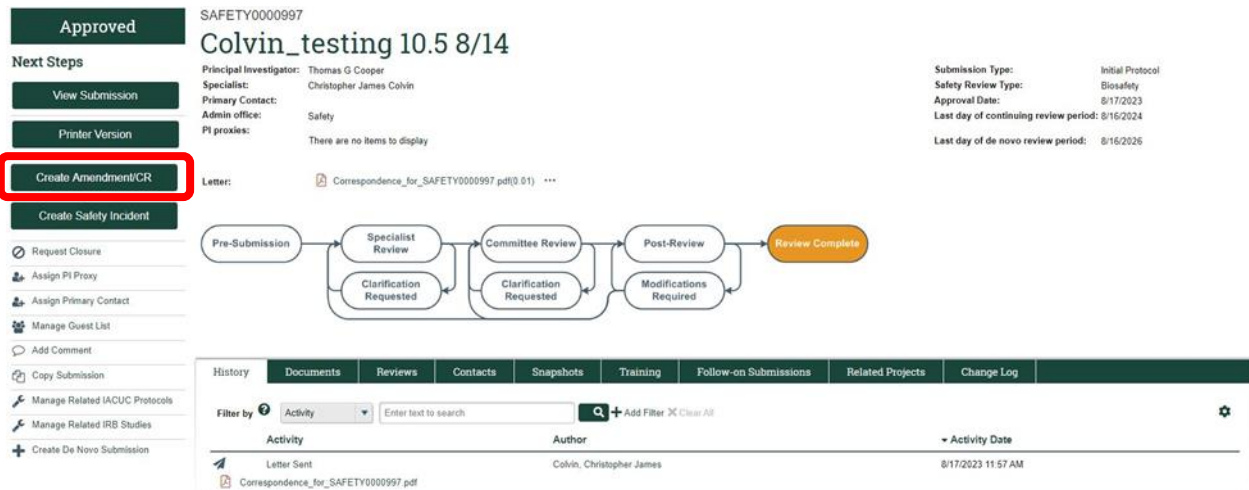 Approved
Next Steps
View Submission
Printer Version
Create Amendment/CR
Create Safety Incident
Request Closure
Assign PI Proxy
Assign Primary Contact
Manage Guest List
Add Comment
Copy Submission
Manage Related IACUC Protocols
Manage Related IRB Studies
Create De Novo Submission
SAFETY0000997
Colvin_testing 10.5 8/14
Principal Investigator: Thomas G Cooper
Specialist: Christopher James Colvin
Primary Contact:
Admin office: Safety
PI proxies:
There are no items to display
Submission Type: Initial Protocol
Safety Review Type: Biosafety
Approval Date: 8/17/2023
Last day of continuing review period: 8/16/2024
Last day of de novo review period: 8/16/2026
Letter: Correspondence_for_SAFETY0000997.pdf(0.01) ...
Pre-Submission
Specialist
Review
Committee Review
Post-Review
Review Complete
Clarification
Requested
Clarification
Requested
Modifications
Required
History Documents Reviews Contacts Snapshots Training Follow-on Submissions Related Projects Change Log
Filter by ? Activity Enter text to search Add Filter Clear All
Activity Author Activity Date
Letter Sent Colvin, Christopher James 8/17/2023 11:57 AM
Correspondence_for_SAFETY0000997.pdf